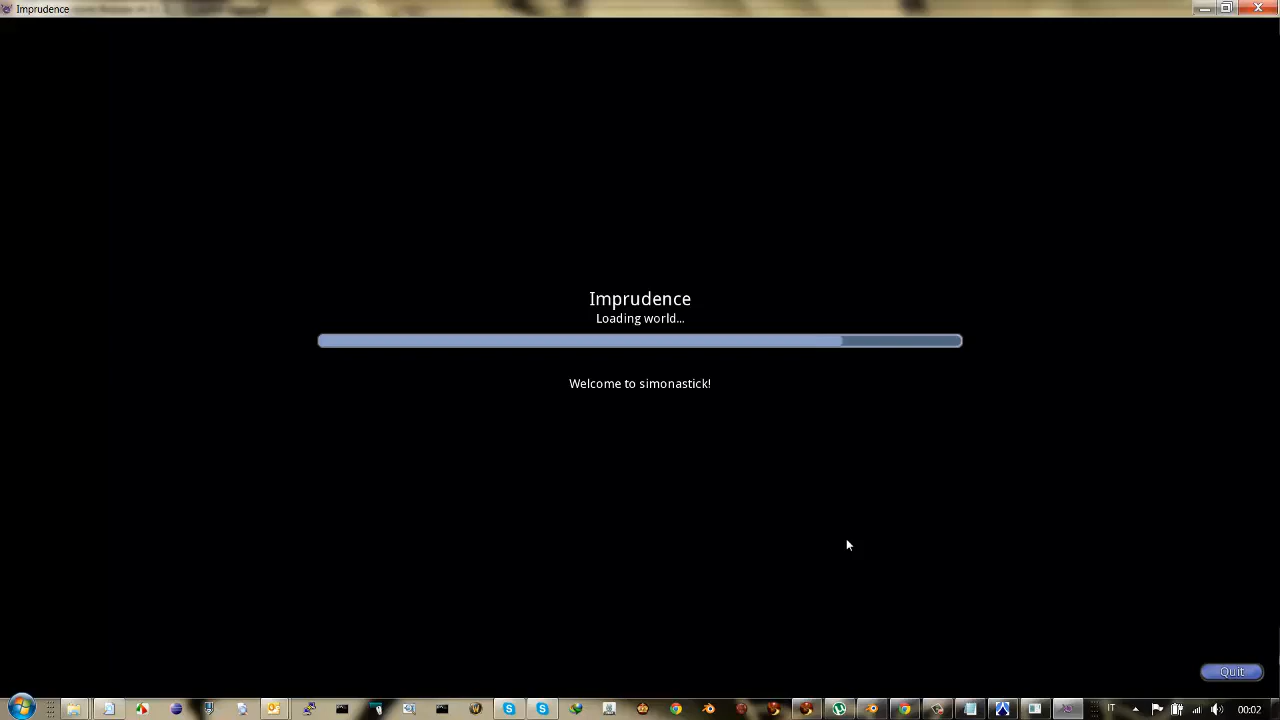 Imprudence
Imprudence
Loading world...
Welcome to simonastick!
Quit
IT
00:02